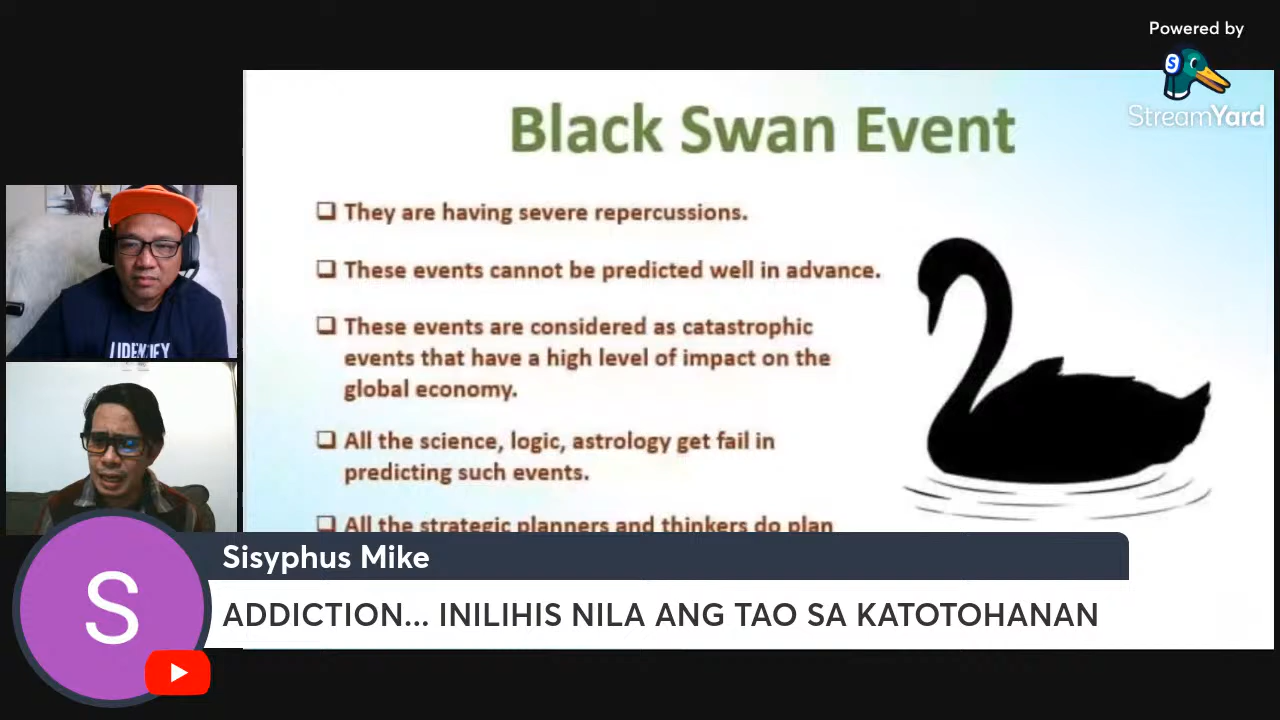 Powered by
StreamYard
Black Swan Event
They are having severe repercussions.
These events cannot be predicted well in advance.
These events are considered as catastrophic
events that have a high level of impact on the
global economy.
All the science, logic, astrology get fail in
predicting such events.
All the strategic planners and thinkers do plan
I IDENTIFY
Sisyphus Mike
S
ADDICTION... INILIHIS NILA ANG TAO SA KATOTOHANAN